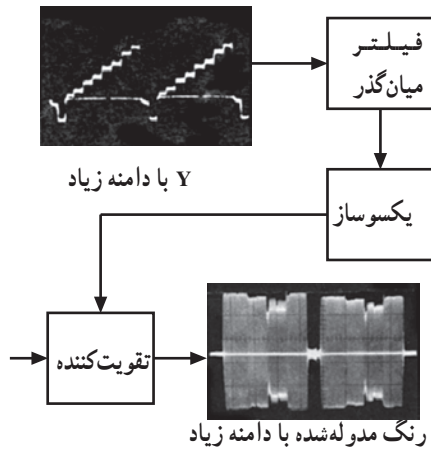 فیلتر
میان‌گذر
Y با دامنه زیاد
یکسوساز
تقویت‌کننده
رنگ مدوله‌شده با دامنه زیاد